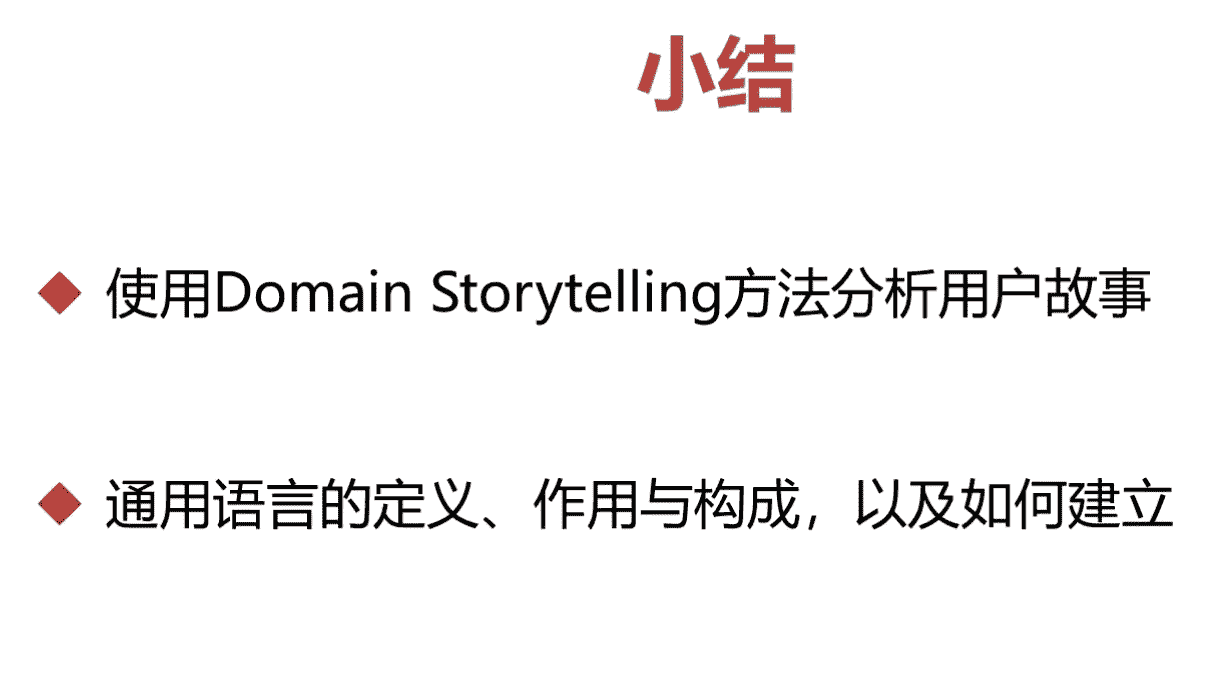 小结
使用Domain Storytelling方法分析用户故事
通用语言的定义、作用与构成，以及如何建立